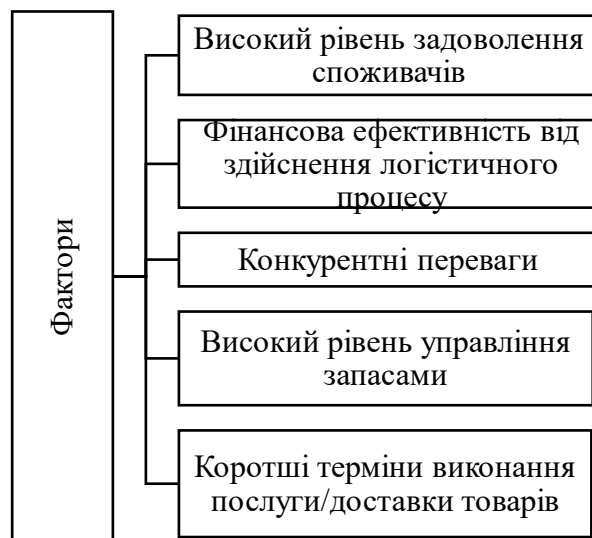 Фактори
Високий рівень задоволення
споживачів
Фінансова ефективність від
здійснення логістичного
процесу
Конкурентні переваги
Високий рівень управління
запасами
Коротші терміни виконання
послуги/доставки товарів